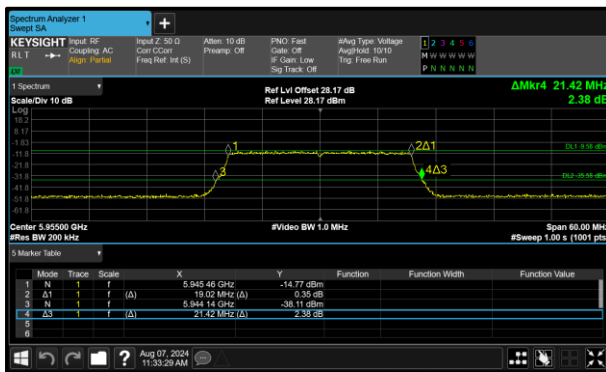 Spectrum Analyzer 1
Swept SA
KEYSIGHT Input: RF Input Z: 50 Ω Atten: 10 dB PNO: Fast #Avg Type: Voltage 1 2 3 4 5 6
RLT Coupling: AC Corr CCorr Preamp: Off Gate: Off Avg|Hold: 10/10 M W W W W W
Align: Partial Freq Ref: Int (S) IF Gain: Low Trig: Free Run P N N N N N
Sig Track: Off
1 Spectrum Ref Lvl Offset 28.17 dB ΔMkr4 21.42 MHz
Scale/Div 10 dB Ref Level 28.17 dBm 2.38 dB
Log
18.2
8.17
-1.83 1 2Δ1 DL1 -9.58 dBm
-11.8
-21.8
-31.8 3 4Δ3 DL2 -35.58 dBm
-41.8
-51.8
-61.8
Center 5.95500 GHz #Video BW 1.0 MHz Span 60.00 MHz
#Res BW 200 kHz #Sweep 1.00 s (1001 pts
5 Marker Table
Mode Trace Scale X Y Function Function Width Function Value
1 N 1 f 5.945 46 GHz -14.77 dBm
2 Δ1 1 f (Δ) 19.02 MHz (Δ) 0.35 dB
3 N 1 f 5.944 14 GHz -38.11 dBm
4 Δ3 1 f (Δ) 21.42 MHz (Δ) 2.38 dB
5
6
? Aug 07, 2024
11:33:29 AM